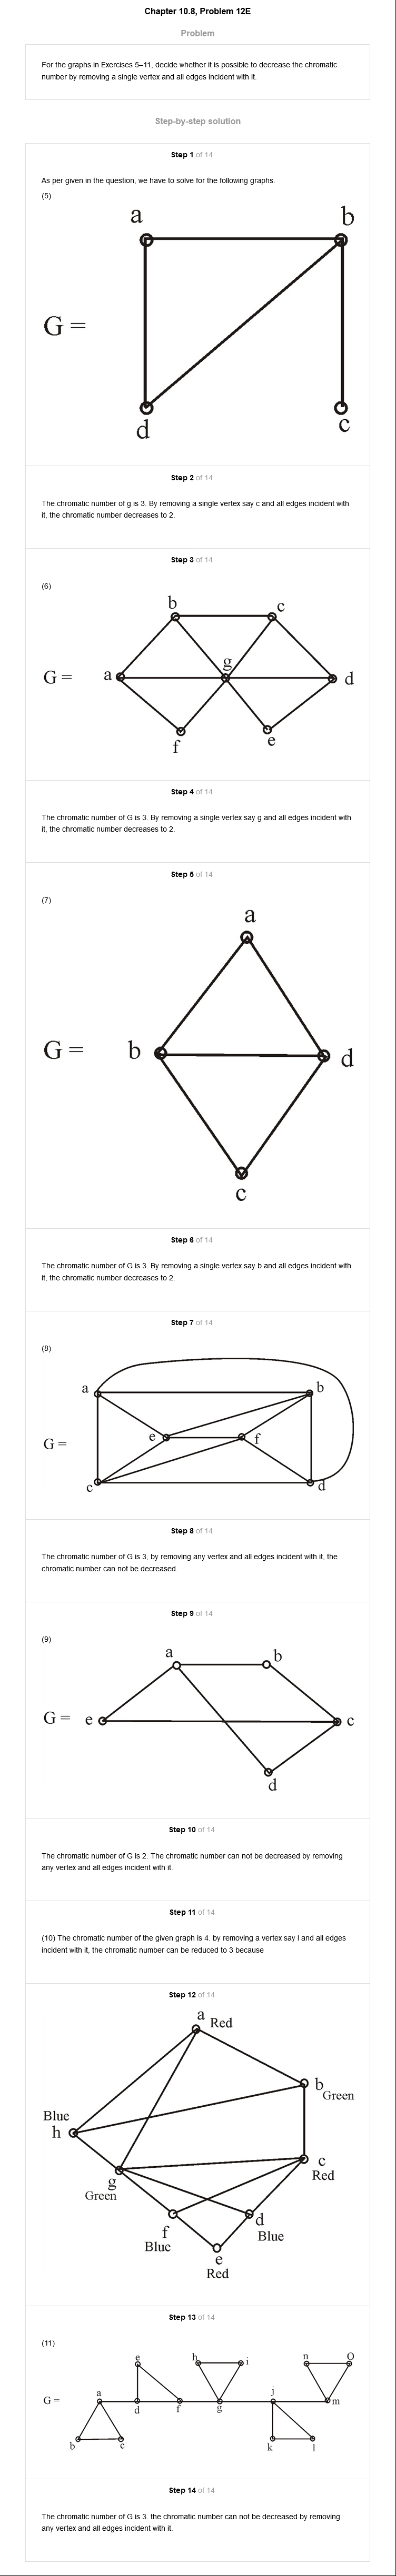 Chapter 10.8, Problem 12E
Problem
For the graphs in Exercises 5–11, decide whether it is possible to decrease the chromatic
number by removing a single vertex and all edges incident with it.
Step-by-step solution
Step 1 of 14
As per given in the question, we have to solve for the following graphs.
(5)
a
b
G =
d
c
Step 2 of 14
The chromatic number of g is 3. By removing a single vertex say c and all edges incident with
it, the chromatic number decreases to 2.
Step 3 of 14
(6)
b
c
g
G =
a
d
f
e
Step 4 of 14
The chromatic number of G is 3. By removing a single vertex say g and all edges incident with
it, the chromatic number decreases to 2.
Step 5 of 14
(7)
a
G =
b
d
c
Step 6 of 14
The chromatic number of G is 3. By removing a single vertex say b and all edges incident with
it, the chromatic number decreases to 2.
Step 7 of 14
(8)
a
b
e
f
G =
c
d
Step 8 of 14
The chromatic number of G is 3, by removing any vertex and all edges incident with it, the
chromatic number can not be decreased.
Step 9 of 14
(9)
a
b
G =
e
c
d
Step 10 of 14
The chromatic number of G is 2. The chromatic number can not be decreased by removing
any vertex and all edges incident with it.
Step 11 of 14
(10) The chromatic number of the given graph is 4. by removing a vertex say I and all edges
incident with it, the chromatic number can be reduced to 3 because
Step 12 of 14
a
Red
b
Green
Blue
h
c
Red
g
Green
f
Blue
d
Blue
e
Red
Step 13 of 14
(11)
e
h
i
n
O
G =
a
d
f
g
j
m
b
c
k
l
Step 14 of 14
The chromatic number of G is 3. the chromatic number can not be decreased by removing
any vertex and all edges incident with it.